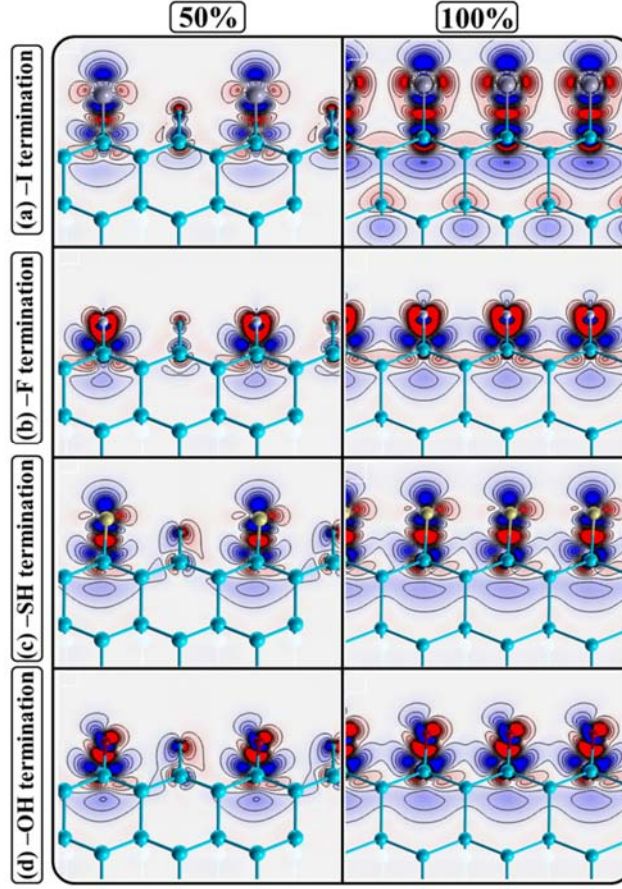 50%
100%
(a) –I termination
(b) –F termination
(c) –SH termination
(d) –OH termination